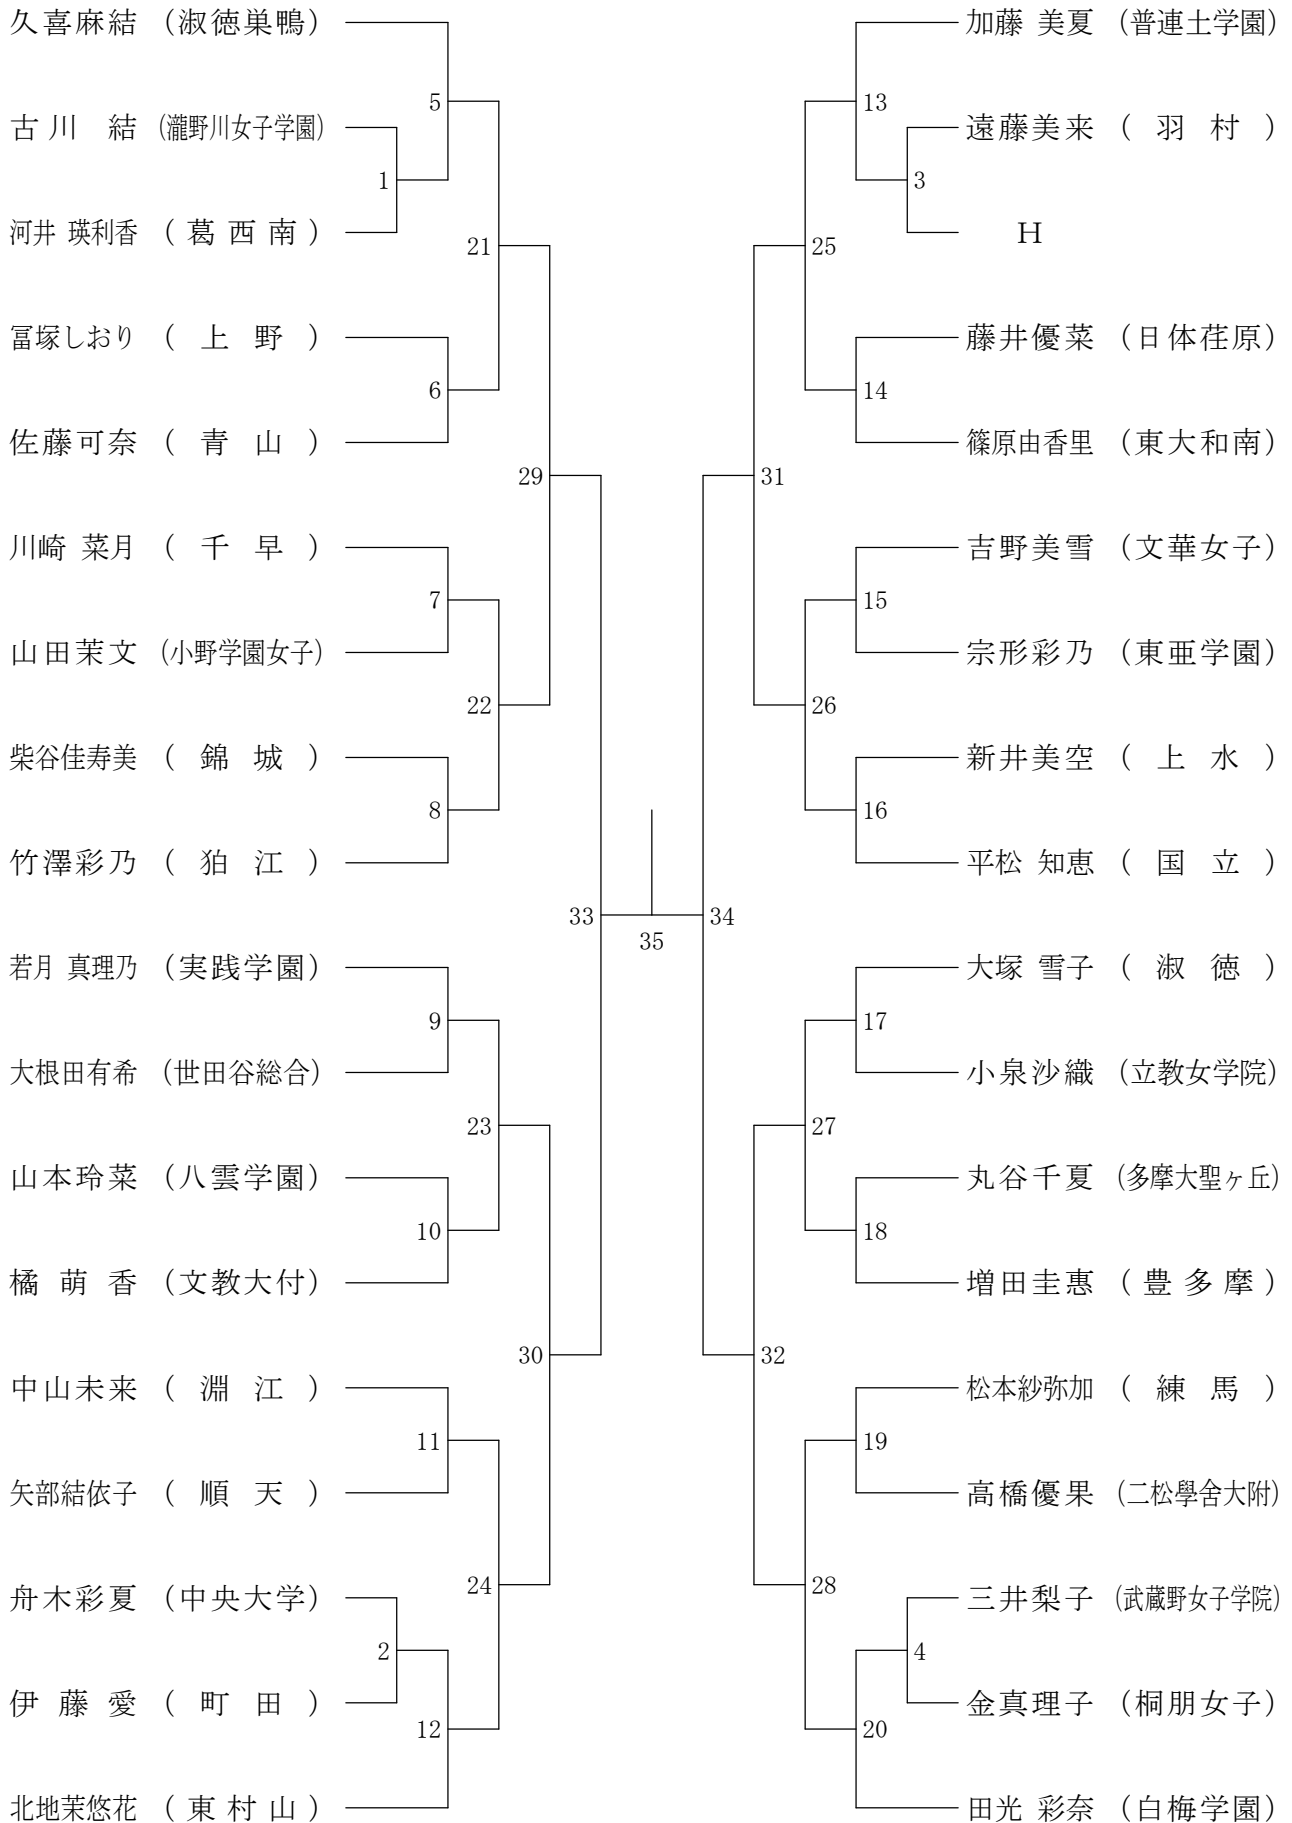 久喜麻結 (淑徳巣鴨)
5
古川 結 (瀧野川女子学園)
1
河井 瑛利香 (葛西南)
21
冨塚しおり (上野)
6
佐藤可奈 (青山)
29
川崎 菜月 (千早)
7
山田茉文 (小野学園女子)
22
柴谷佳寿美 (錦城)
8
竹澤彩乃 (狛江)
33
若月 真理乃 (実践学園)
9
大根田有希 (世田谷総合)
23
山本玲菜 (八雲学園)
10
橘 萌香 (文教大付)
30
中山未来 (淵江)
11
矢部結依子 (順天)
24
舟木彩夏 (中央大学)
2
伊藤愛 (町田)
12
北地茉悠花 (東村山)
35
加藤 美夏 (普連土学園)
13
遠藤美来 (羽村)
3
H
25
藤井優菜 (日体荏原)
14
篠原由香里 (東大和南)
31
吉野美雪 (文華女子)
15
宗形彩乃 (東亜学園)
26
新井美空 (上水)
16
平松 知恵 (国立)
34
大塚 雪子 (淑徳)
17
小泉沙織 (立教女学院)
27
丸谷千夏 (多摩大聖ヶ丘)
18
増田圭惠 (豊多摩)
32
松本紗弥加 (練馬)
19
高橋優果 (二松學舍大附)
28
三井梨子 (武蔵野女子学院)
4
金真理子 (桐朋女子)
20
田光 彩奈 (白梅学園)